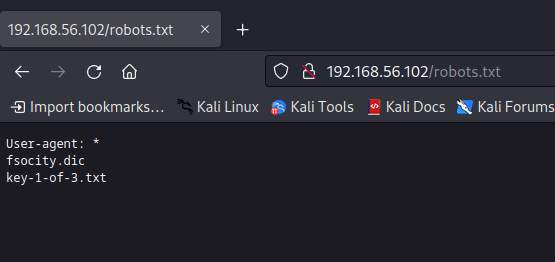 192.168.56.102/robots.txt
192.168.56.102/robots.txt
Import bookmarks... Kali Linux Kali Tools Kali Docs Kali Forums
User-agent: *
fsocity.dic
key-1-of-3.txt